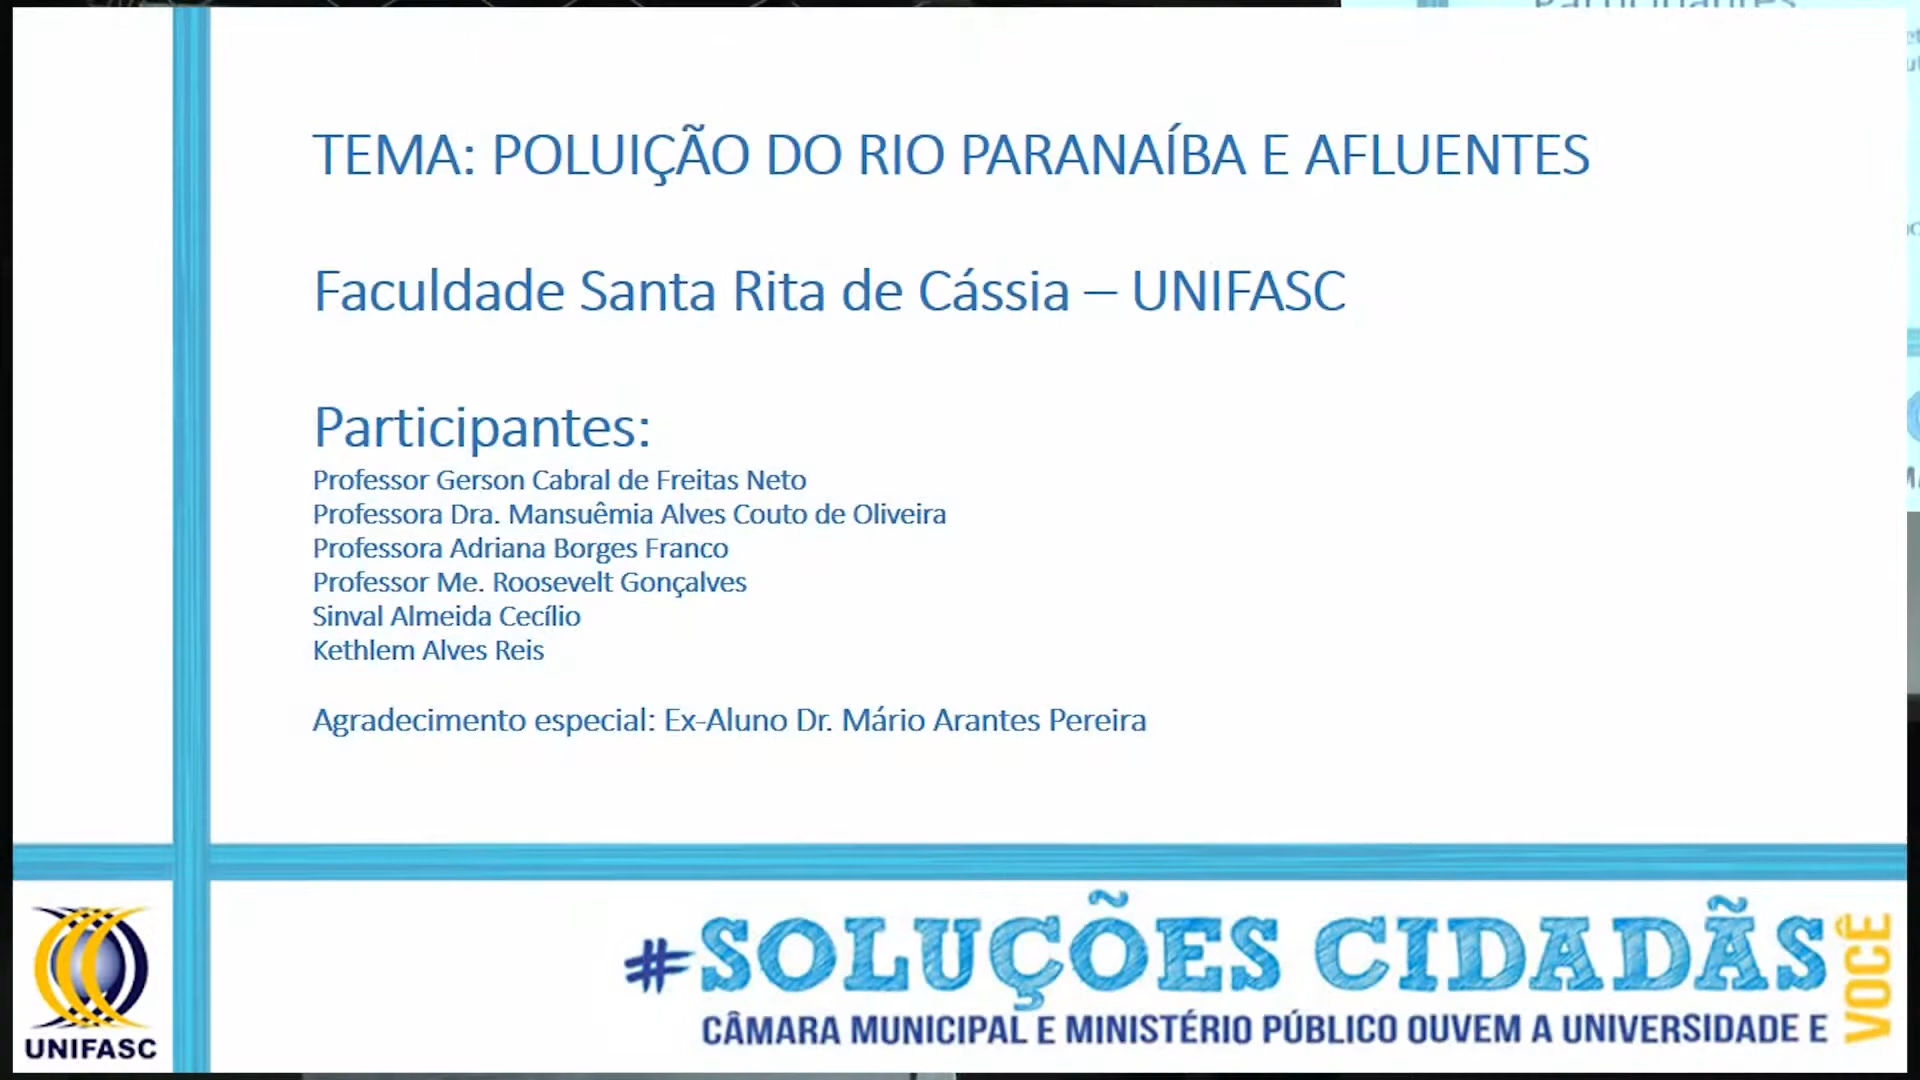 Participantes
TEMA: POLUIÇÃO DO RIO PARANAÍBA E AFLUENTES
Faculdade Santa Rita de Cássia – UNIFASC
Participantes:
Professor Gerson Cabral de Freitas Neto
Professora Dra. Mansuêmia Alves Couto de Oliveira
Professora Adriana Borges Franco
Professor Me. Roosevelt Gonçalves
Sinval Almeida Cecílio
Kethlem Alves Reis
Agradecimento especial: Ex-Aluno Dr. Mário Arantes Pereira
UNIFASC
#SOLUÇÕES CIDADÃS
CÂMARA MUNICIPAL E MINISTÉRIO PÚBLICO OUVEM A UNIVERSIDADE E VOCÊ